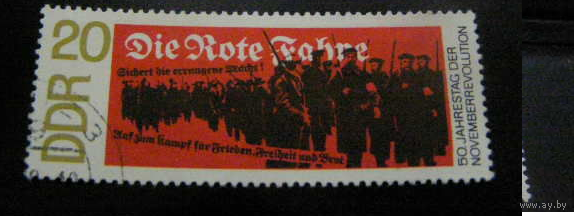 DDR 20
Die Rote Fahne
Sichert die errungene Macht!
Auf zum Kampf für Frieden, Freiheit und Brot
50. JAHRESTAG DER
NOVEMBERREVOLUTION
www.ay.by